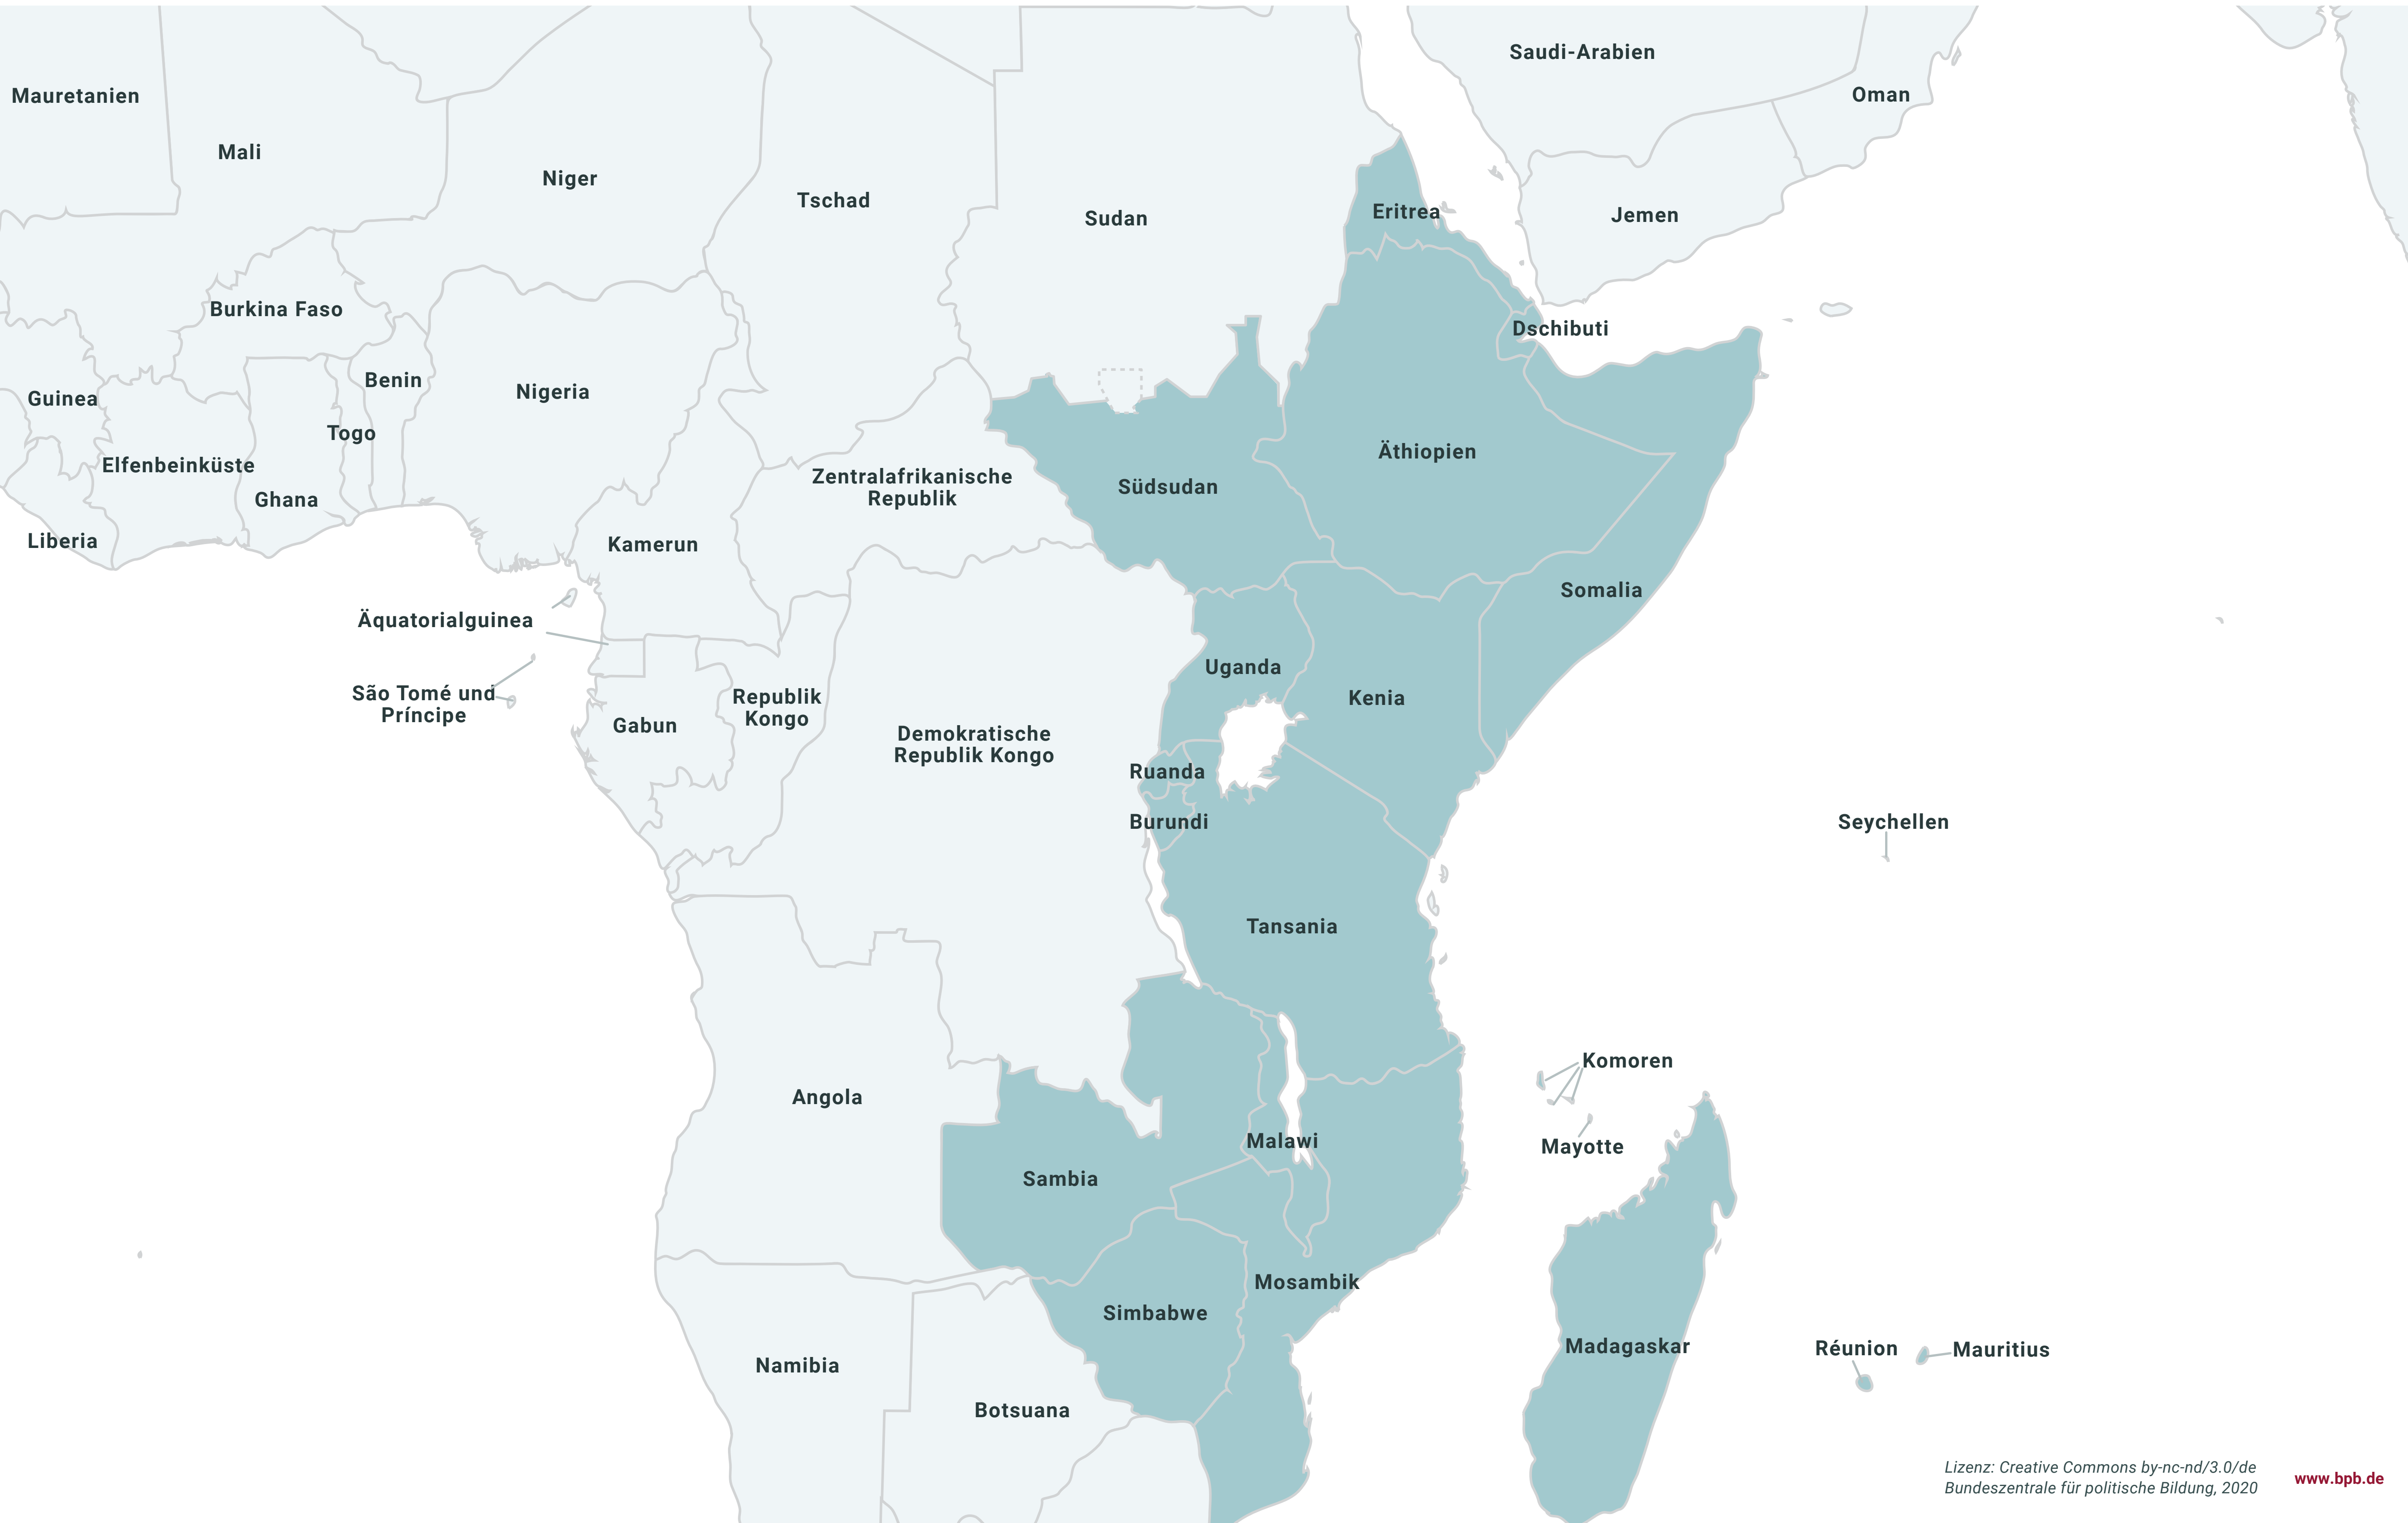 Saudi-Arabien
Mauretanien
Oman
Mali
Niger
Tschad
Eritrea
Jemen
Sudan
Burkina Faso
Dschibuti
Benin
Nigeria
Guinea
Togo
Äthiopien
Elfenbeinküste
Zentralafrikanische
Republik
Südsudan
Ghana
Liberia
Kamerun
Somalia
Äquatorialguinea
Uganda
São Tomé und
Príncipe
Republik
Kongo
Kenia
Gabun
Demokratische
Republik Kongo
Ruanda
Burundi
Seychellen
Tansania
Komoren
Angola
Malawi
Mayotte
Sambia
Mosambik
Simbabwe
Madagaskar
Réunion
Mauritius
Namibia
Botsuana
Lizenz: Creative Commons by-nc-nd/3.0/de
Bundeszentrale für politische Bildung, 2020
www.bpb.de